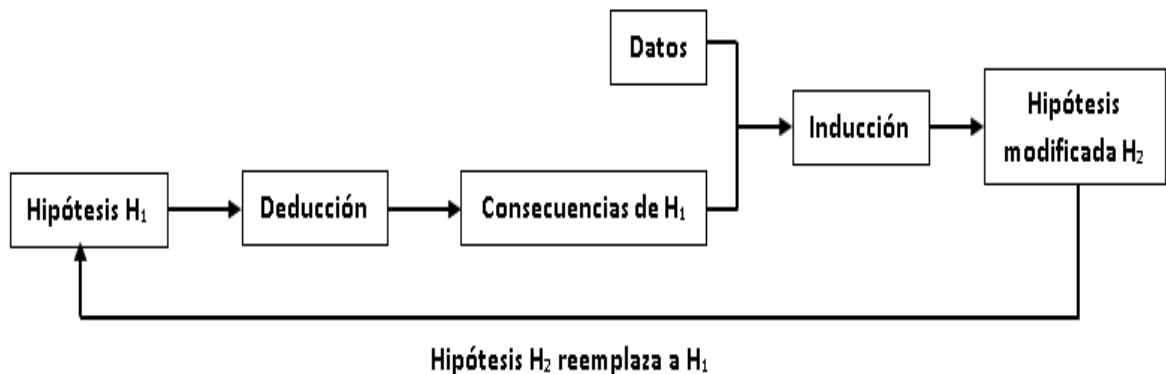 Datos
Hipótesis
modificada H₂
Inducción
Hipótesis H₁
Deducción
Consecuencias de H₁
Hipótesis H₂ reemplaza a H₁